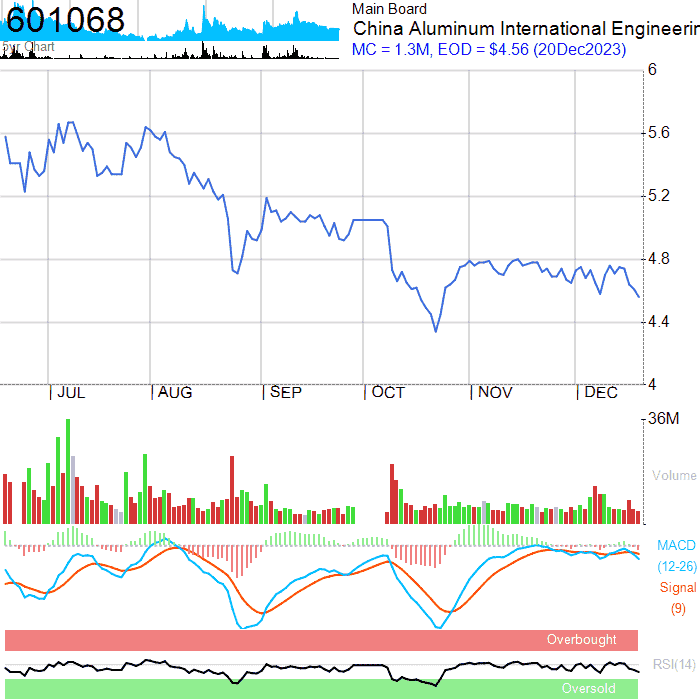 601068
5yr Chart
Main Board
China Aluminum International Engineerin
MC = 1.3M, EOD = $4.56 (20Dec2023)
6
5.6
5.2
4.8
4.4
4
JUL AUG SEP OCT NOV DEC
36M
Volume
MACD
(12-26)
Signal
(9)
Overbought
RSI(14)
Oversold